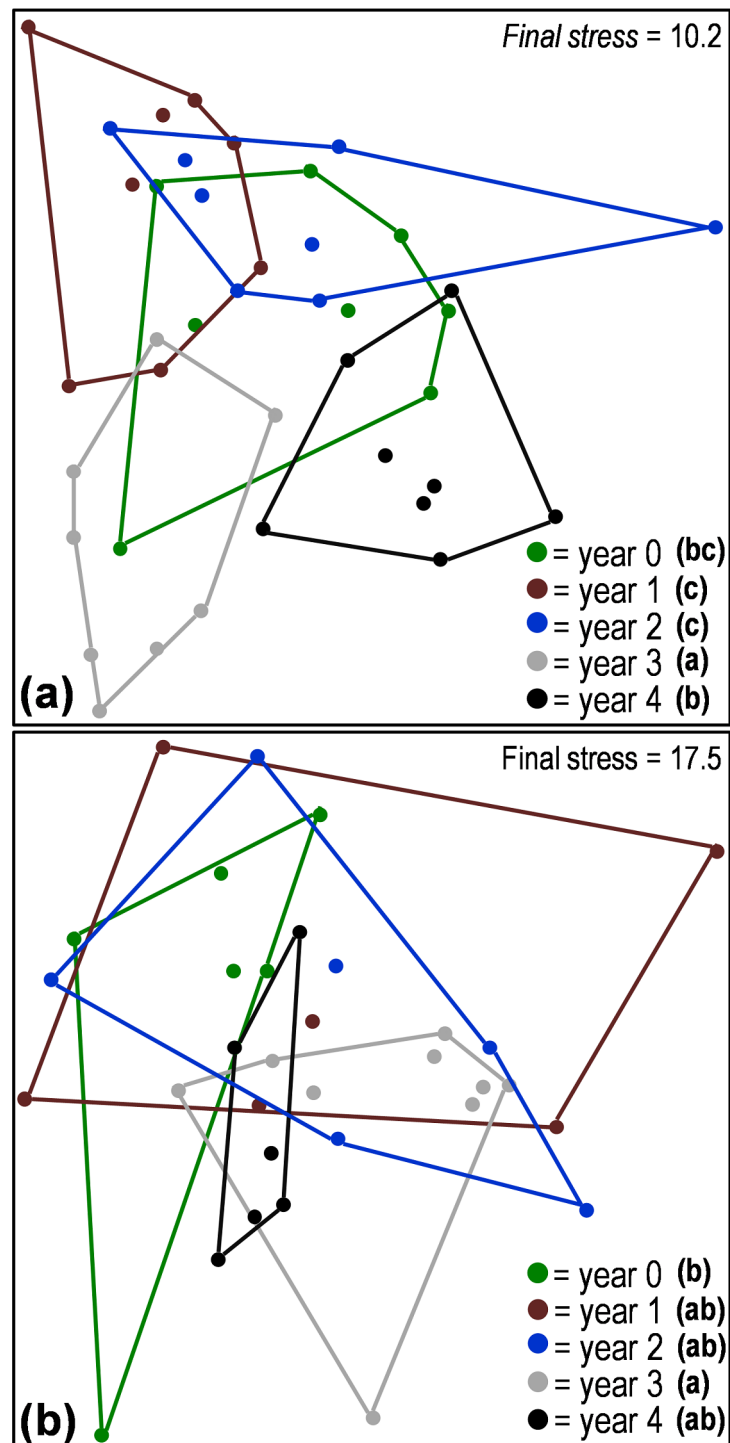 Final stress = 10.2
= year 0 (bc)
= year 1 (c)
= year 2 (c)
= year 3 (a)
= year 4 (b)
(a)
Final stress = 17.5
= year 0 (b)
= year 1 (ab)
= year 2 (ab)
= year 3 (a)
= year 4 (ab)
(b)